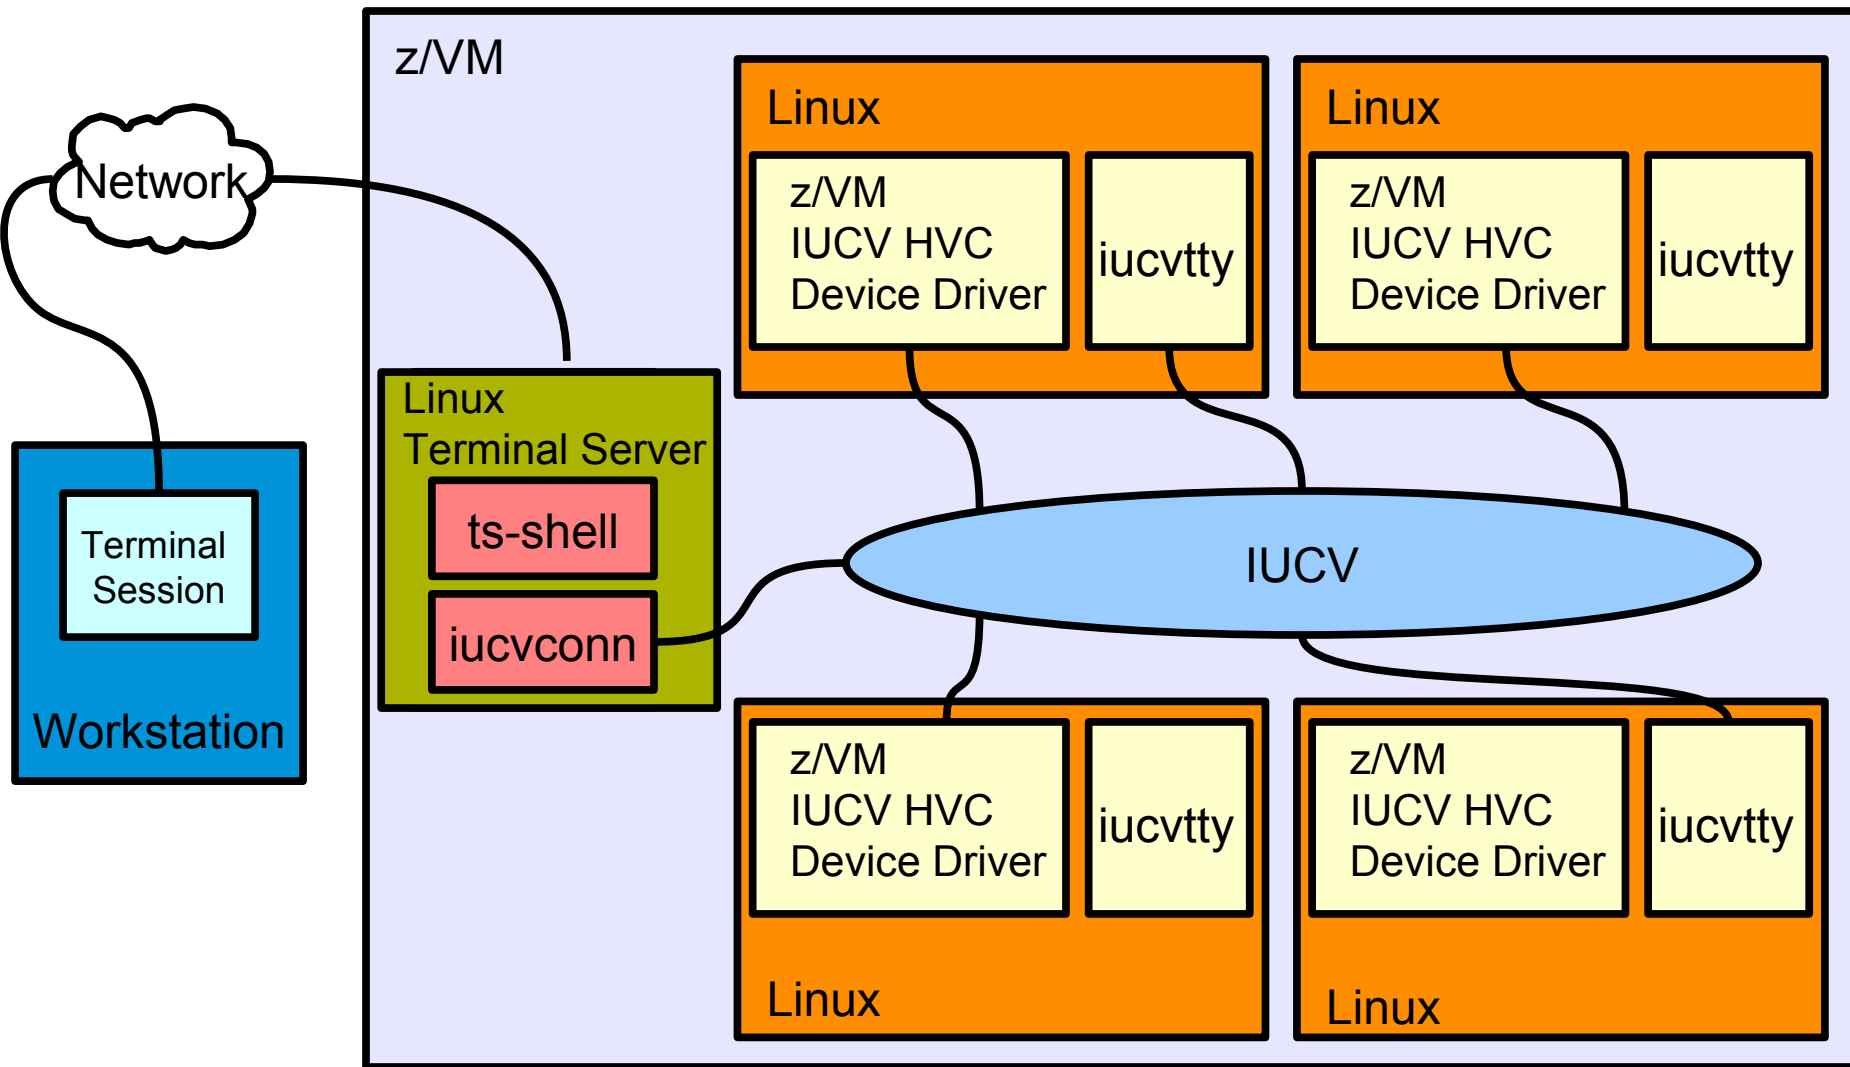 z/VM
Network
Linux
z/VM
IUCV HVC
Device Driver
iucvtty
Linux
z/VM
IUCV HVC
Device Driver
iucvtty
Linux
Terminal Server
ts-shell
iucvconn
Terminal
Session
Workstation
IUCV
z/VM
IUCV HVC
Device Driver
iucvtty
Linux
z/VM
IUCV HVC
Device Driver
iucvtty
Linux